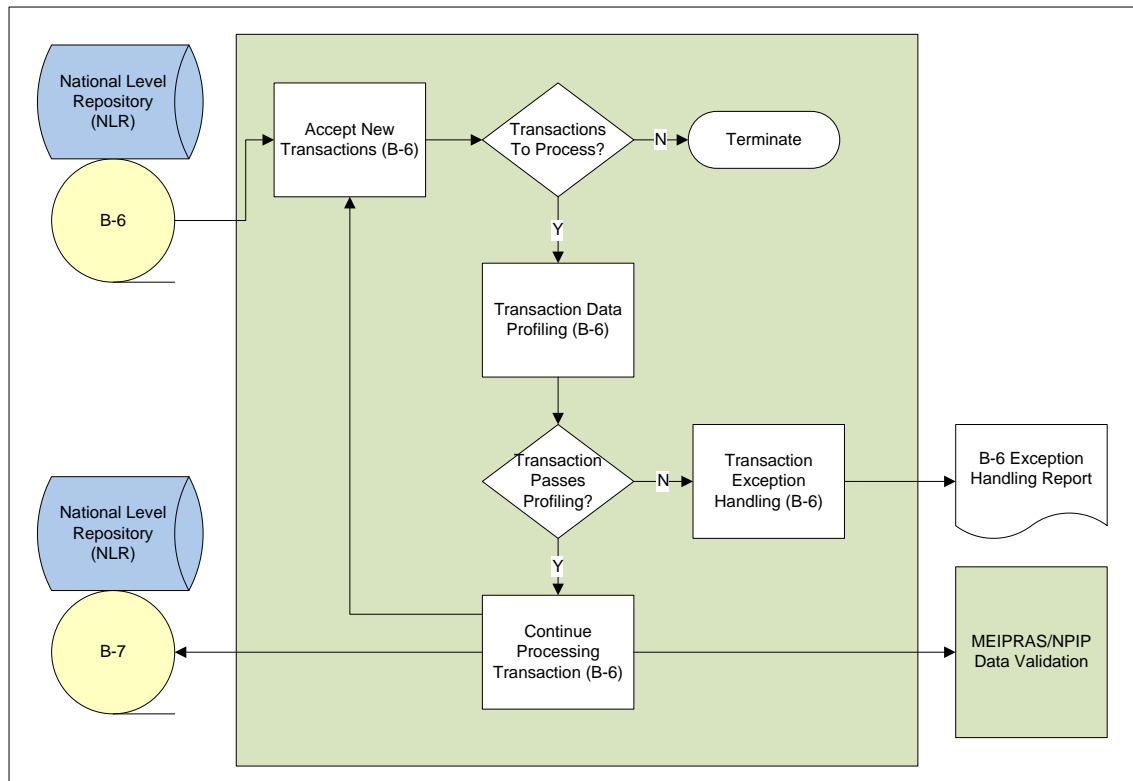 National Level
Repository
(NLR)
B-6
Accept New
Transactions (B-6)
Transactions
To Process?
N
Terminate
Y
Transaction Data
Profiling (B-6)
Transaction
Passes
Profiling?
N
Transaction
Exception
Handling (B-6)
B-6 Exception
Handling Report
Y
National Level
Repository
(NLR)
B-7
Continue
Processing
Transaction (B-6)
MEIPRAS/NPIP
Data Validation